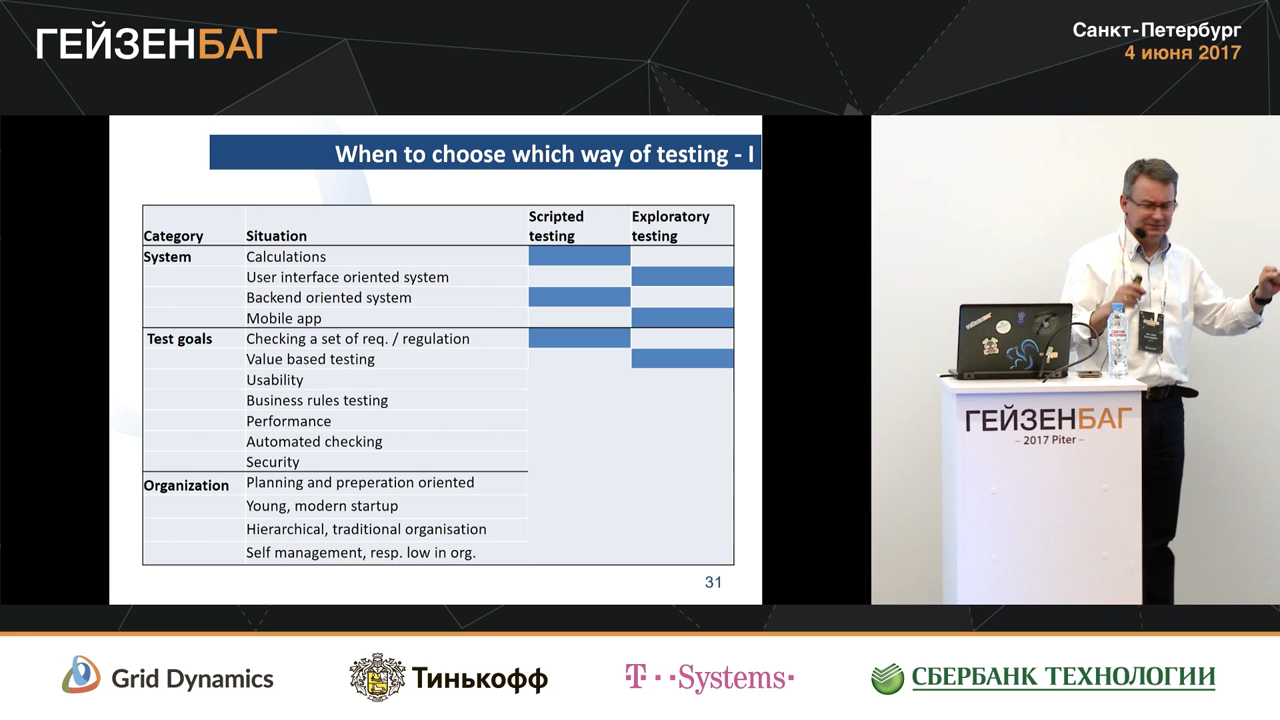 ГЕЙЗЕНБАГ
Санкт-Петербург
4 июня 2017
When to choose which way of testing - I
Category Situation Scripted testing Exploratory testing
System Calculations
User interface oriented system
Backend oriented system
Mobile app
Test goals Checking a set of req. / regulation
Value based testing
Usability
Business rules testing
Performance
Automated checking
Security
Organization Planning and preperation oriented
Young, modern startup
Hierarchical, traditional organisation
Self management, resp. low in org.
31
ГЕЙЗЕНБАГ
- 2017 Piter -
Grid Dynamics
Тинькофф
T··Systems·
СБЕРБАНК ТЕХНОЛОГИИ